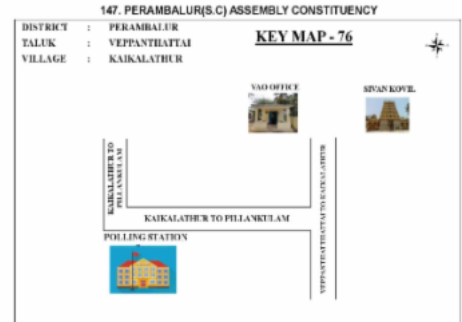 147. PERAMBALUR(S.C) ASSEMBLY CONSTITUENCY
DISTRICT : PERAMBALUR
TALUK : VEPPANTHATTAI
VILLAGE : KAIKALATHUR
KEY MAP - 76
VAO OFFICE
SIVAN KOVIL
KAIKALATHUR TO
PILLANKULAM
KAIKALATHUR TO PILLANKULAM
VEPPANTHATTHATTAI TO KAIKALATHUR
POLLING STATION